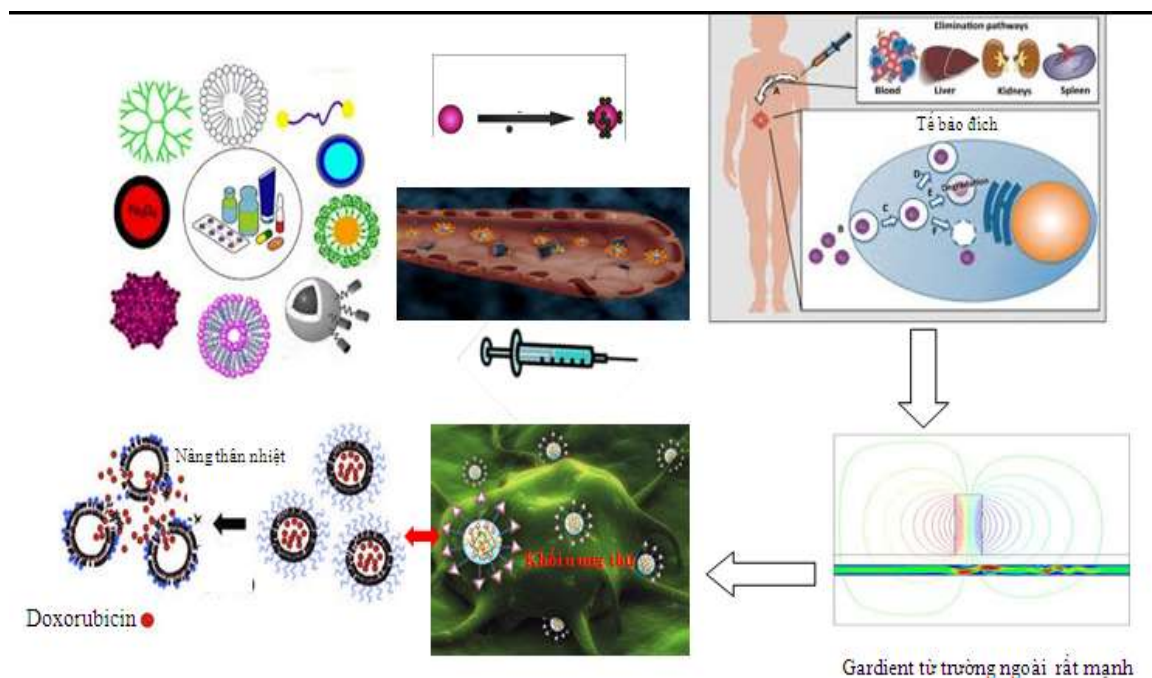 Elimination pathways
Blood Liver Kidneys Spleen
A
Tế bào đích
D
Degradation
E
C
B
F
Nâng thân nhiệt
Khối ung thư
Doxorubicin
Gardient từ trường ngoài rất mạnh